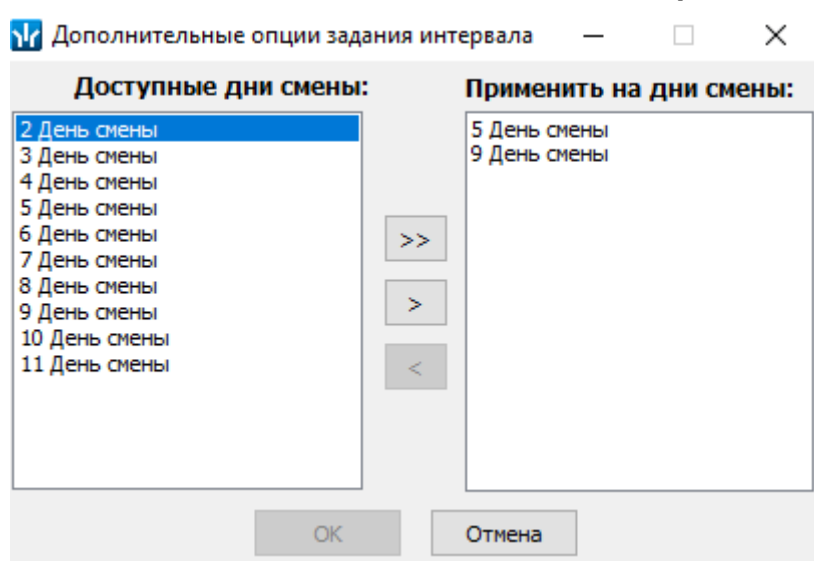 Дополнительные опции задания интервала
Доступные дни смены:
2 День смены
3 День смены
4 День смены
5 День смены
6 День смены
7 День смены
8 День смены
9 День смены
10 День смены
11 День смены
>>
>
<
Применить на дни смены:
5 День смены
9 День смены
ОК
Отмена